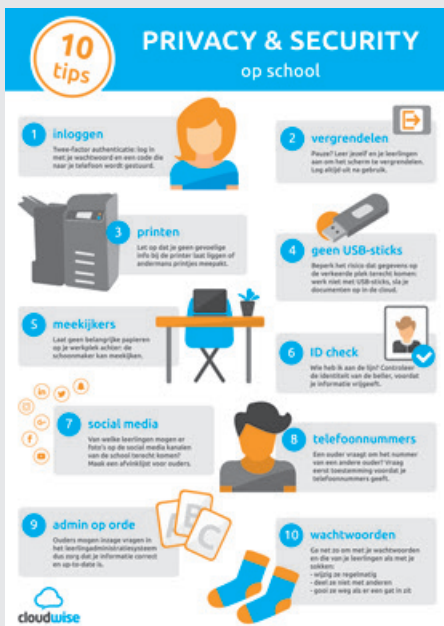 10
tips
PRIVACY & SECURITY
op school
1 inloggen
Twee-factor authenticatie: log in
met je wachtwoord en een code die
naar je telefoon wordt gestuurd.
2 vergrendelen
Pauze? Leer jezelf en je leerlingen
aan om het scherm te vergrendelen.
Log altijd uit na gebruik.
3 printen
Let op dat je geen gevoelige
info bij de printer laat liggen of
andermans printjes meepakt.
4 geen USB-sticks
Beperk het risico dat gegevens op
de verkeerde plek terecht komen:
werk niet met USB-sticks, sla je
documenten op in de cloud.
5 meekijkers
Laat geen belangrijke papieren
op je werkplek achter: de
schoonmaker kan meekijken.
6 ID check
Wie heb ik aan de lijn? Controleer
de identiteit van de beller, voordat
je informatie vrijgeeft.
7 social media
Van welke leerlingen mogen er
foto's op de social media kanalen
van de school terecht komen?
Maak een afvinklijst voor ouders.
8 telefoonnummers
Een ouder vraagt om het nummer
van een andere ouder? Vraag
eerst toestemming voordat je
telefoonnummers geeft.
9 admin op orde
Ouders mogen inzage vragen in
het leerlingadministratiesysteem
dus zorg dat je informatie correct
en up-to-date is.
A B C
10 wachtwoorden
Ga net zo om met je wachtwoorden
en die van je leerlingen als met je
sokken:
- wijzig ze regelmatig
- deel ze niet met anderen
- gooi ze weg als er een gat in zit
cloudwise